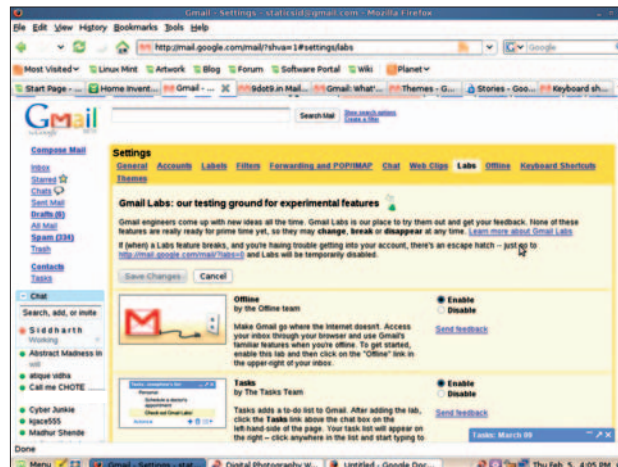 Gmail - Settings - staticsid@gmail.com - Mozilla Firefox
File Edit View History Bookmarks Tools Help
http://mail.google.com/mail/?shva=1#settings/labs
Google
Most Visited Linux Mint Artwork Blog Forum Software Portal Wiki Planet
Start Page - ... Home Invent... Gmail - ... 9dot9.in Mail... Gmail: What'... Themes - G... Stories - Goo... Keyboard sh...
Gmail
by Google BETA
Search Mail
Show search options
Create a filter
Compose Mail
Inbox
Starred
Chats
Sent Mail
Drafts (6)
All Mail
Spam (334)
Trash
Contacts
Tasks
Chat
Search, add, or invite
Siddharth
Working
Abstract Madness in
atique vidha
Call me CHOTE
Cyber Junkie
kjace555
Madhur Shende
Settings
General Accounts Labels Filters Forwarding and POP/IMAP Chat Web Clips Labs Offline Keyboard Shortcuts
Themes
Gmail Labs: our testing ground for experimental features
Gmail engineers come up with new ideas all the time. Gmail Labs is our place to try them out and get your feedback. None of these
features are really ready for prime time yet, so they may change, break or disappear at any time. Learn more about Gmail Labs
If (when) a Labs feature breaks, and you're having trouble getting into your account, there's an escape hatch -- just go to
http://mail.google.com/mail/?labs=0 and Labs will be temporarily disabled.
Save Changes Cancel
Offline
by the Offline team
Make Gmail go where the internet doesn't. Access
your inbox through your browser and use Gmail's
familiar features when you're offline. To get started,
enable this lab and then click on the "Offline" link in
the upper-right of your inbox.
Enable
Disable
Send feedback
Personal
Schedule a doctor's
appointment
Check out Gmail Labs!
Actions
Tasks
by The Tasks Team
Tasks adds a to-do list to Gmail. After adding the lab,
click the Tasks link above the chat box on the
left-hand side of the page. Your task list will appear on
the right -- click anywhere in the list and start typing to
Enable
Disable
Send feedback
Tasks: March 09
Done
Menu Gmail - Settings - stat... Digital Photography W... Untitled - Google Doc... Thu Feb 5, 4:05 PM